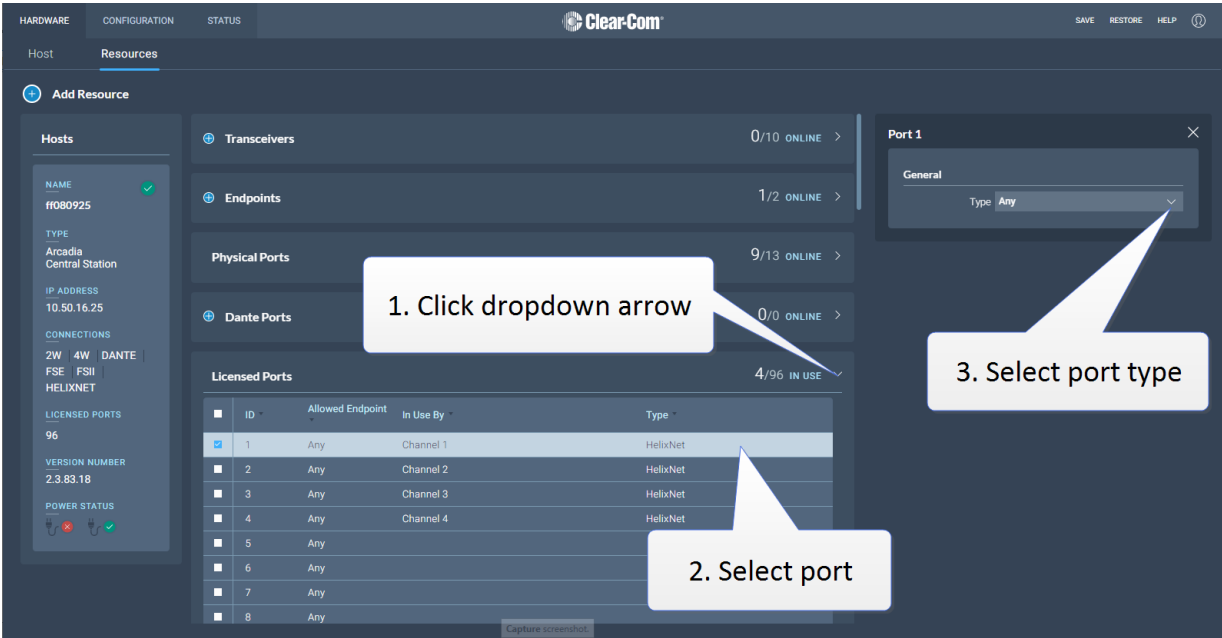 HARDWARE CONFIGURATION STATUS Clear-Com SAVE RESTORE HELP
Host Resources
Add Resource
Hosts
NAME
ff080925
TYPE
Arcadia
Central Station
IP ADDRESS
10.50.16.25
CONNECTIONS
2W 4W DANTE
FSE FSII
HELIXNET
LICENSED PORTS
96
VERSION NUMBER
2.3.83.18
POWER STATUS
Transceivers 0/10 ONLINE
Endpoints 1/2 ONLINE
Physical Ports 9/13 ONLINE
Dante Ports 0/0 ONLINE
Licensed Ports 4/96 IN USE
ID Allowed Endpoint In Use By Type
1 Any Channel 1 HelixNet
2 Any Channel 2 HelixNet
3 Any Channel 3 HelixNet
4 Any Channel 4 HelixNet
5 Any
6 Any
7 Any
8 Any
Port 1
General
Type Any
1. Click dropdown arrow
2. Select port
3. Select port type
Capture screenshot.